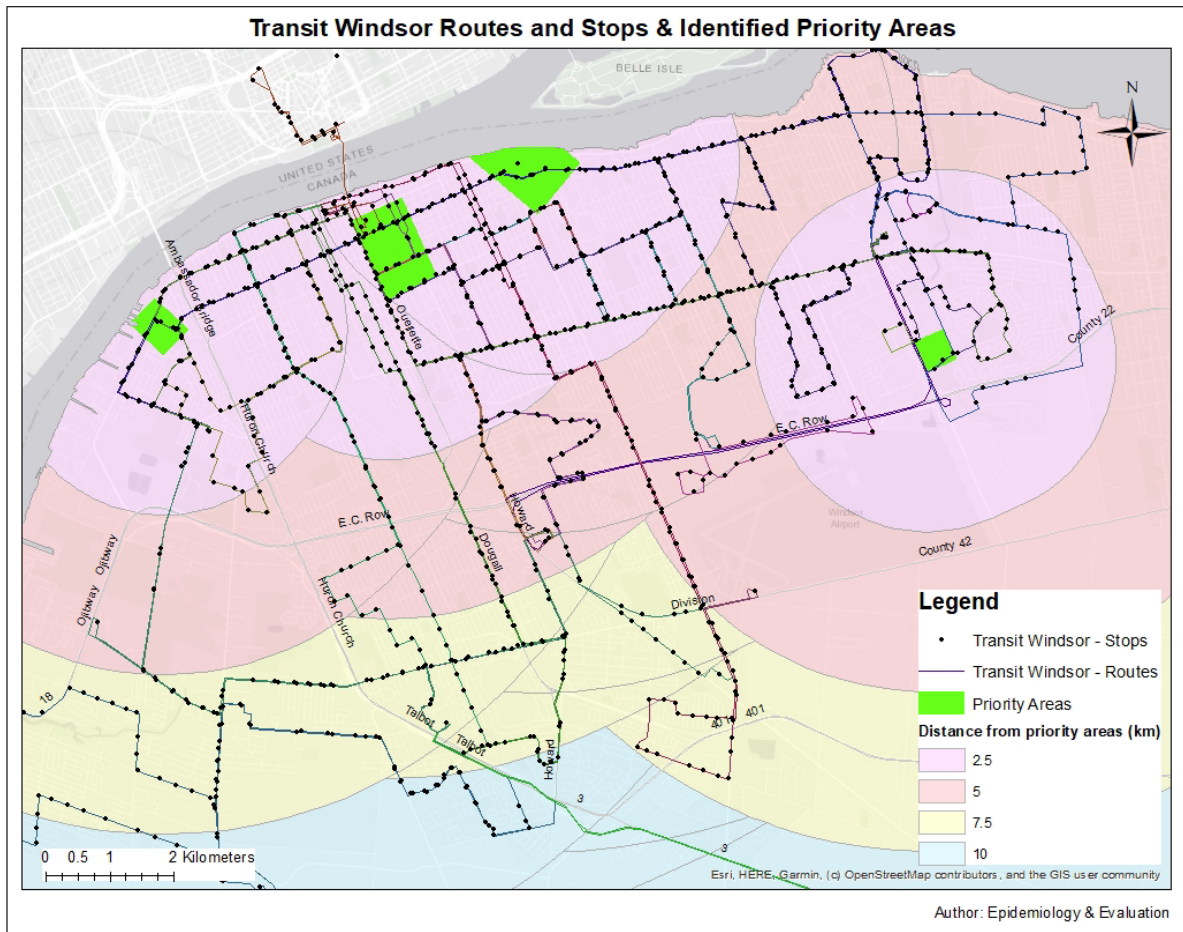 Transit Windsor Routes and Stops & Identified Priority Areas
BELLE ISLE
N
UNITED STATES
CANADA
Ambassador Bridge
Ouellette
County 22
Huron Church
E.C. Row
Windsor
Airport
E.C. Row
Howard
County 42
Dougall
Ojibway
Ojibway
Huron Church
Division
18
Talbot
Talbot
401
401
Howard
3
3
Legend
Transit Windsor - Stops
Transit Windsor - Routes
Priority Areas
Distance from priority areas (km)
2.5
5
7.5
10
0 0.5 1 2 Kilometers
Esri, HERE, Garmin, (c) OpenStreetMap contributors, and the GIS user community
Author: Epidemiology & Evaluation